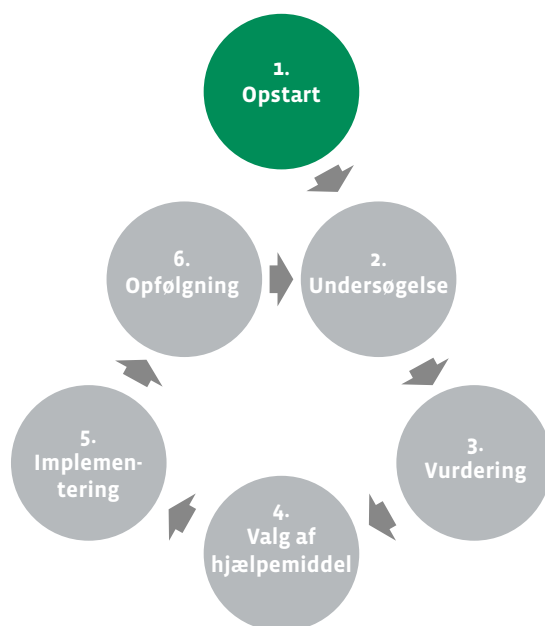 1.
Opstart
6.
Opfølgning
2.
Undersøgelse
5.
Implemen-
tering
3.
Vurdering
4.
Valg af
hjælpemiddel